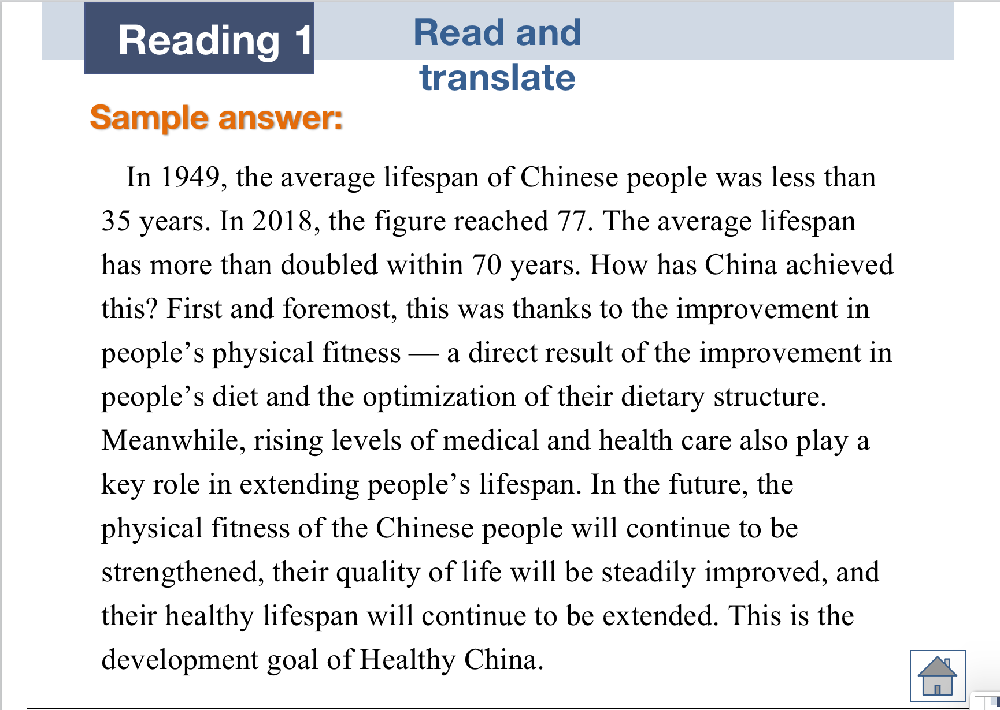 Reading 1
Read and
translate
Sample answer:
In 1949, the average lifespan of Chinese people was less than
35 years. In 2018, the figure reached 77. The average lifespan
has more than doubled within 70 years. How has China achieved
this? First and foremost, this was thanks to the improvement in
people’s physical fitness — a direct result of the improvement in
people’s diet and the optimization of their dietary structure.
Meanwhile, rising levels of medical and health care also play a
key role in extending people’s lifespan. In the future, the
physical fitness of the Chinese people will continue to be
strengthened, their quality of life will be steadily improved, and
their healthy lifespan will continue to be extended. This is the
development goal of Healthy China.